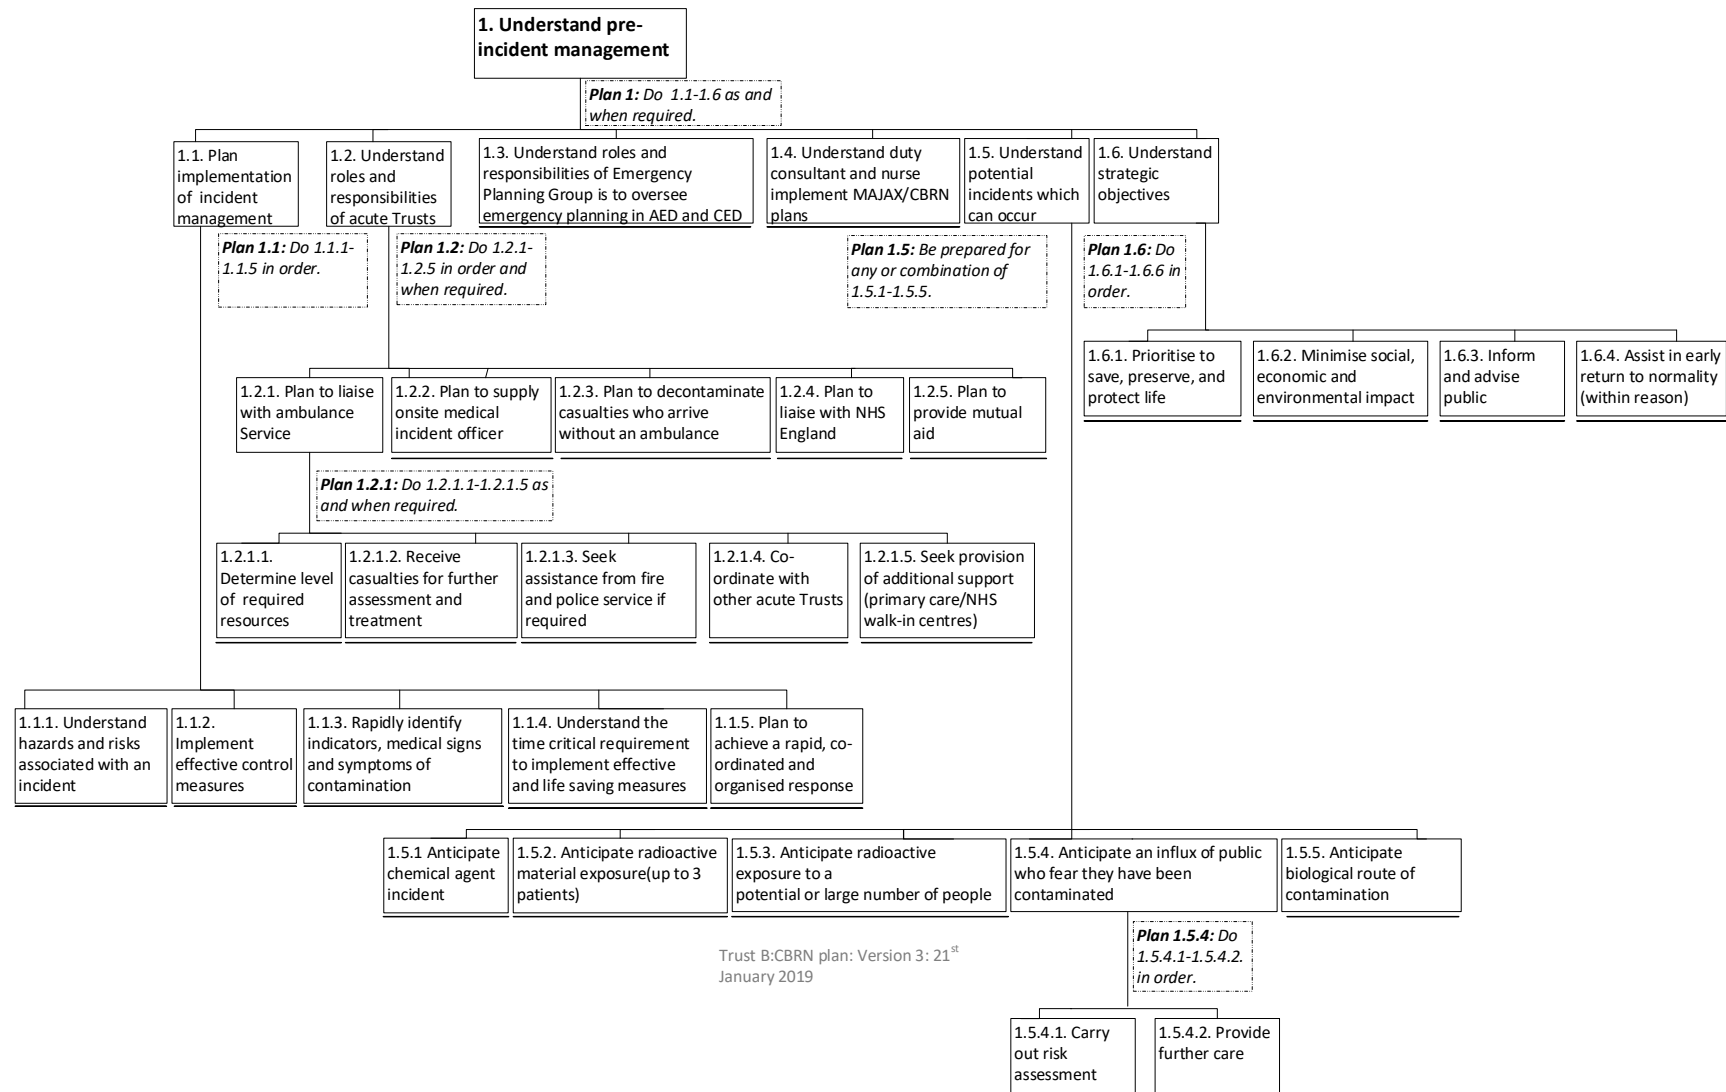 1. Understand pre-
incident management
Plan 1: Do  1.1-1.6 as and
when required.
1.1. Plan
implementation
of incident
management
1.2. Understand
roles and
responsibilities
of acute Trusts
1.3. Understand roles and
responsibilities of Emergency
Planning Group is to oversee
emergency planning in AED and CED
1.4. Understand duty
consultant and nurse
implement MAJAX/CBRN
plans
1.5. Understand
potential
incidents which
can occur
1.6. Understand
strategic
objectives
Plan 1.1: Do 1.1.1-
1.1.5 in order.
Plan 1.2: Do 1.2.1-
1.2.5 in order and
when required.
Plan 1.5: Be prepared for
any or combination of
1.5.1-1.5.5.
Plan 1.6: Do
1.6.1-1.6.6 in
order.
1.6.1. Prioritise to
save, preserve, and
protect life
1.6.2. Minimise social,
economic and
environmental impact
1.6.3. Inform
and advise
public
1.6.4. Assist in early
return to normality
(within reason)
1.2.1. Plan to liaise
with ambulance
Service
1.2.2. Plan to supply
onsite medical
incident officer
1.2.3. Plan to decontaminate
casualties who arrive
without an ambulance
1.2.4. Plan to
liaise with NHS
England
1.2.5. Plan to
provide mutual
aid
Plan 1.2.1: Do 1.2.1.1-1.2.1.5 as
and when required.
1.2.1.1.
Determine level
of required
resources
1.2.1.2. Receive
casualties for further
assessment and
treatment
1.2.1.3. Seek
assistance from fire
and police service if
required
1.2.1.4. Co-
ordinate with
other acute Trusts
1.2.1.5. Seek provision
of additional support
(primary care/NHS
walk-in centres)
1.1.1. Understand
hazards and risks
associated with an
incident
1.1.2.
Implement
effective control
measures
1.1.3. Rapidly identify
indicators, medical signs
and symptoms of
contamination
1.1.4. Understand the
time critical requirement
to implement effective
and life saving measures
1.1.5. Plan to
achieve a rapid, co-
ordinated and
organised response
1.5.1 Anticipate
chemical agent
incident
1.5.2. Anticipate radioactive
material exposure(up to 3
patients)
1.5.3. Anticipate radioactive
exposure to a
potential or large number of people
1.5.4. Anticipate an influx of public
who fear they have been
contaminated
1.5.5. Anticipate
biological route of
contamination
Plan 1.5.4: Do
1.5.4.1-1.5.4.2.
in order.
Trust B:CBRN plan: Version 3: 21st
January 2019
1.5.4.1. Carry
out risk
assessment
1.5.4.2. Provide
further care